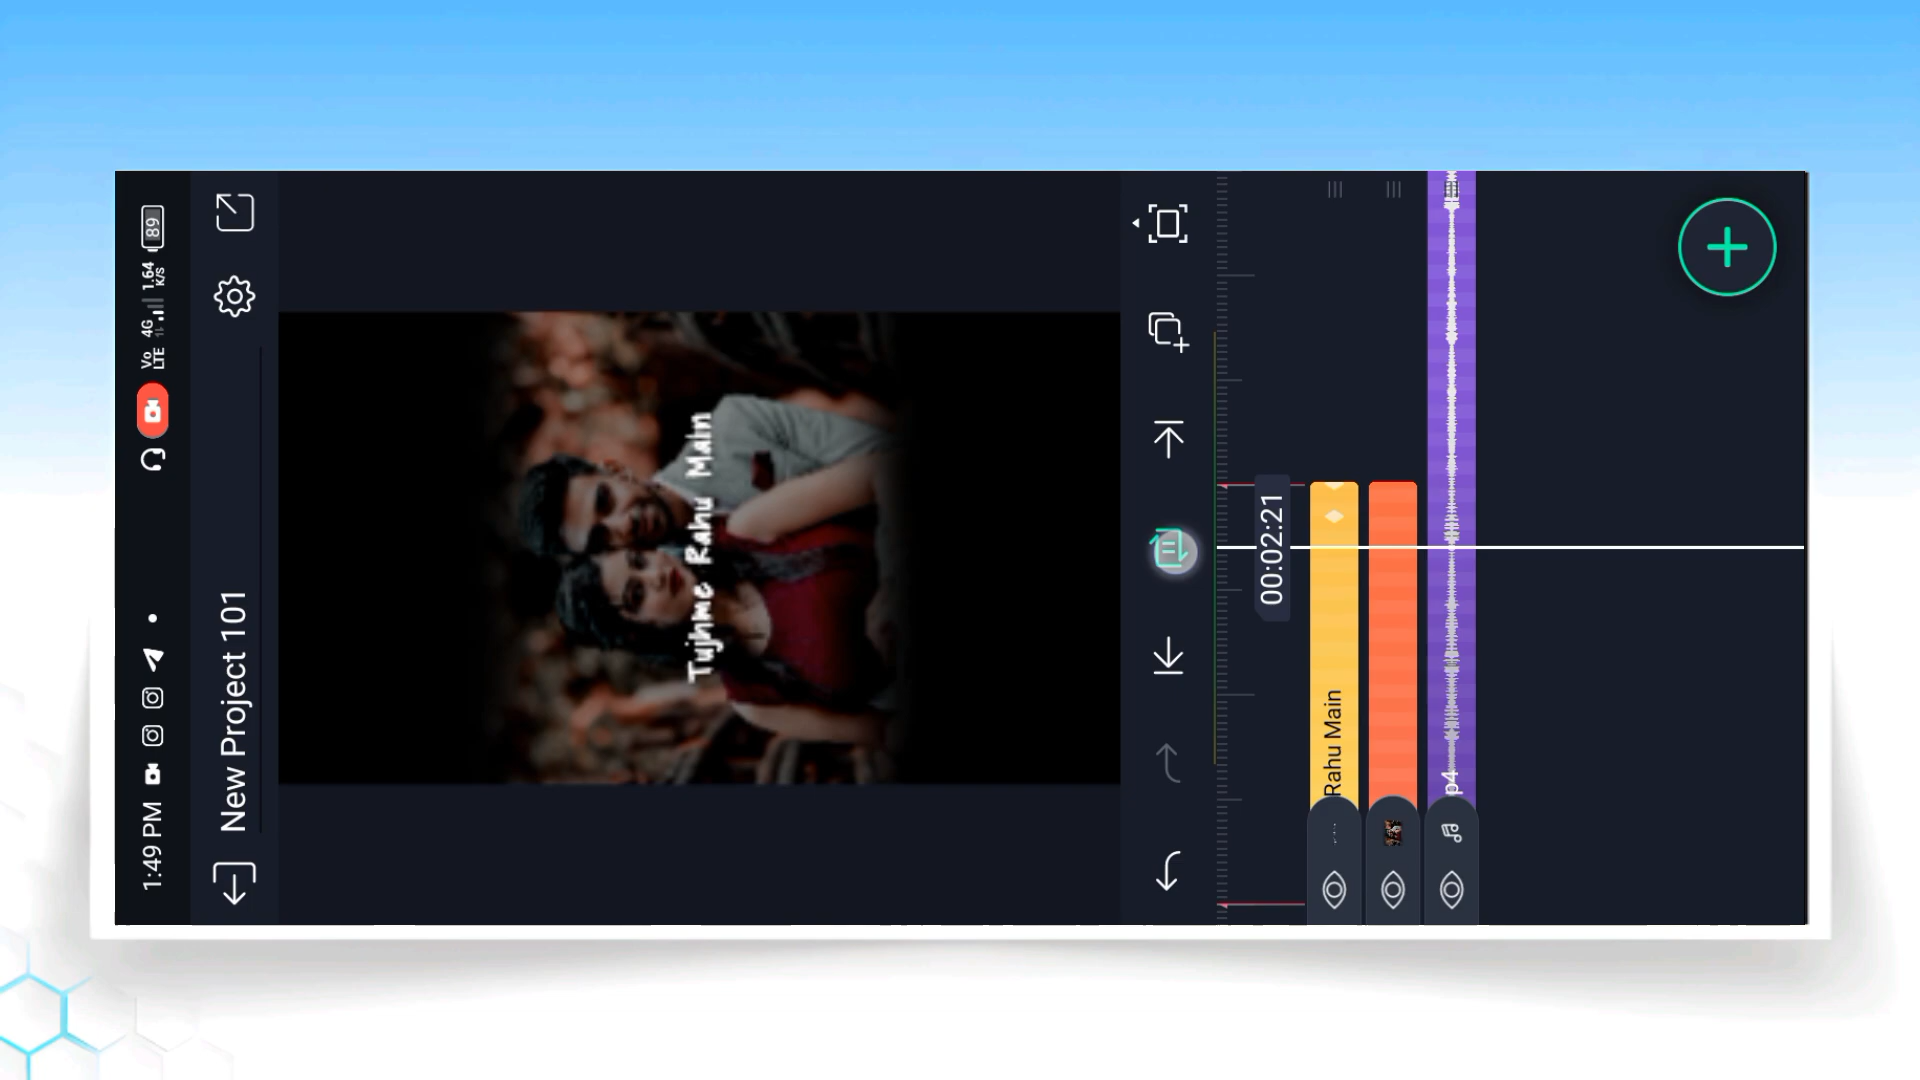 1:49 PM
Vo LTE 4G 1.64 K/S 89
New Project 101
Tujhme Rahu Main
00:02:21
Rahu Main
p4